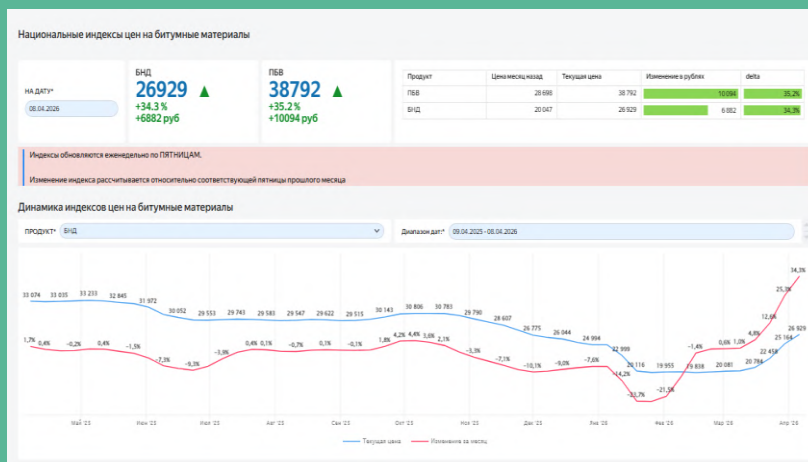 Национальные индексы цен на битумные материалы
НА ДАТУ*
08.04.2026
БНД
26929
+34.3 %
+6882 руб
ПБВ
38792
+35.2%
+10094 руб
Продукт Цена месяц назад Текущая цена Изменение в рублях delta
ПБВ 28 698 38 792 10 094 35,2%
БНД 20 047 26 929 6 882 34,3%
Индексы обновляются еженедельно по ПЯТНИЦАМ.
Изменение индекса рассчитывается относительно соответствующей пятницы прошлого месяца
Динамика индексов цен на битумные материалы
ПРОДУКТ* БНД
Диапазон дат:* 09.04.2025 - 08.04.2026
33 074 33 035 33 253 32 845 31 972 30 052 29 553 29 743 29 583 29 547 29 622 29 515 30 143 30 806 30 783 29 790 28 607 26 775 26 044 24 994 22 999 20 116 19 955 19 838 20 081 20 794 22 458 25 164 26 929
1,7% 0,4% -0,2% 0,4% -1,5% -7,3% -9,3% -3,9% 0,4% 0,1% -0,7% 0,1% -0,1% 1,8% 4,2% 4,4% 3,6% 2,1% -3,3% -7,1% -10,1% -9,0% -7,6% -14,2% -23,7% -21,5% -1,4% 0,6% 1,0% 4,8% 12,6% 25,3% 34,3%
Май '25 Июн '25 Июл '25 Авг '25 Сен '25 Окт '25 Ноя '25 Дек '25 Янв '26 Фев '26 Мар '26 Апр '26
Текущая цена Изменение за месяц